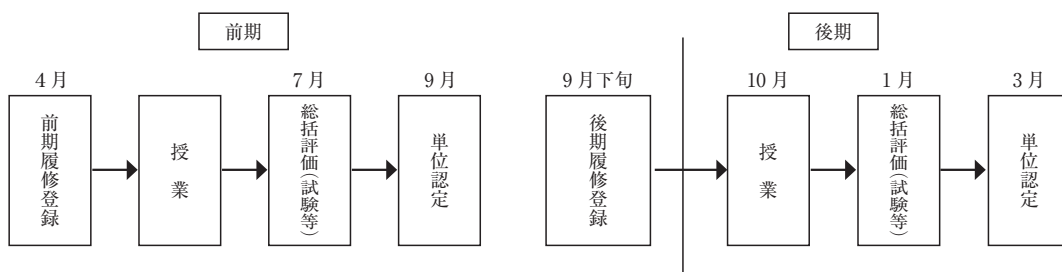 前期
後期
4月
7月
9月
9月下旬
10月
1月
3月
前期履修登録
授業
総括評価(試験等)
単位認定
後期履修登録
授業
総括評価(試験等)
単位認定